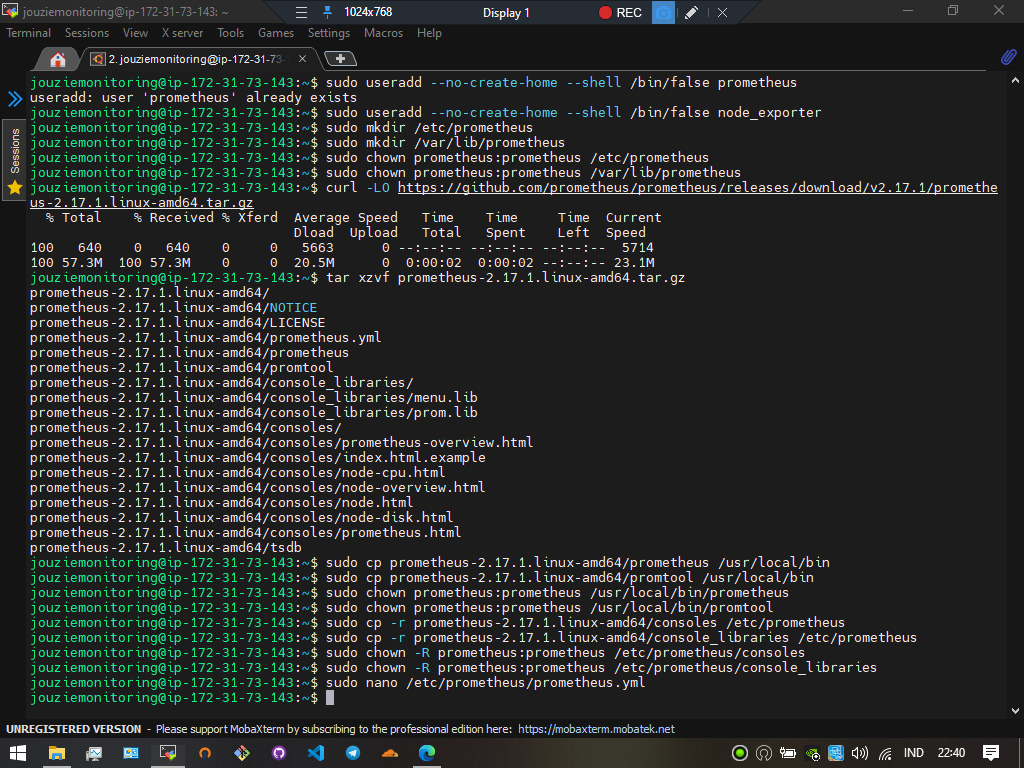 jouziemonitoring@ip-172-31-73-143: ~
1024x768
Display 1
REC
Terminal Sessions View X server Tools Games Settings Macros Help
2. jouziemonitoring@ip-172-31-73
Sessions
jouziemonitoring@ip-172-31-73-143:~$ sudo useradd --no-create-home --shell /bin/false prometheus
useradd: user 'prometheus' already exists
jouziemonitoring@ip-172-31-73-143:~$ sudo useradd --no-create-home --shell /bin/false node_exporter
jouziemonitoring@ip-172-31-73-143:~$ sudo mkdir /etc/prometheus
jouziemonitoring@ip-172-31-73-143:~$ sudo mkdir /var/lib/prometheus
jouziemonitoring@ip-172-31-73-143:~$ sudo chown prometheus:prometheus /etc/prometheus
jouziemonitoring@ip-172-31-73-143:~$ sudo chown prometheus:prometheus /var/lib/prometheus
jouziemonitoring@ip-172-31-73-143:~$ curl -LO https://github.com/prometheus/prometheus/releases/download/v2.17.1/promethe
us-2.17.1.linux-amd64.tar.gz
  % Total    % Received % Xferd  Average Speed   Time    Time     Time  Current
                                 Dload  Upload   Total   Spent    Left  Speed
100   640    0   640    0     0   5663      0 --:--:-- --:--:-- --:--:--  5714
100 57.3M  100 57.3M    0     0  20.5M      0  0:00:02  0:00:02 --:--:-- 23.1M
jouziemonitoring@ip-172-31-73-143:~$ tar xzvf prometheus-2.17.1.linux-amd64.tar.gz
prometheus-2.17.1.linux-amd64/
prometheus-2.17.1.linux-amd64/NOTICE
prometheus-2.17.1.linux-amd64/LICENSE
prometheus-2.17.1.linux-amd64/prometheus.yml
prometheus-2.17.1.linux-amd64/prometheus
prometheus-2.17.1.linux-amd64/promtool
prometheus-2.17.1.linux-amd64/console_libraries/
prometheus-2.17.1.linux-amd64/console_libraries/menu.lib
prometheus-2.17.1.linux-amd64/console_libraries/prom.lib
prometheus-2.17.1.linux-amd64/consoles/
prometheus-2.17.1.linux-amd64/consoles/prometheus-overview.html
prometheus-2.17.1.linux-amd64/consoles/index.html.example
prometheus-2.17.1.linux-amd64/consoles/node-cpu.html
prometheus-2.17.1.linux-amd64/consoles/node-overview.html
prometheus-2.17.1.linux-amd64/consoles/node.html
prometheus-2.17.1.linux-amd64/consoles/node-disk.html
prometheus-2.17.1.linux-amd64/consoles/prometheus.html
prometheus-2.17.1.linux-amd64/tsdb
jouziemonitoring@ip-172-31-73-143:~$ sudo cp prometheus-2.17.1.linux-amd64/prometheus /usr/local/bin
jouziemonitoring@ip-172-31-73-143:~$ sudo cp prometheus-2.17.1.linux-amd64/promtool /usr/local/bin
jouziemonitoring@ip-172-31-73-143:~$ sudo chown prometheus:prometheus /usr/local/bin/prometheus
jouziemonitoring@ip-172-31-73-143:~$ sudo chown prometheus:prometheus /usr/local/bin/promtool
jouziemonitoring@ip-172-31-73-143:~$ sudo cp -r prometheus-2.17.1.linux-amd64/consoles /etc/prometheus
jouziemonitoring@ip-172-31-73-143:~$ sudo cp -r prometheus-2.17.1.linux-amd64/console_libraries /etc/prometheus
jouziemonitoring@ip-172-31-73-143:~$ sudo chown -R prometheus:prometheus /etc/prometheus/consoles
jouziemonitoring@ip-172-31-73-143:~$ sudo chown -R prometheus:prometheus /etc/prometheus/console_libraries
jouziemonitoring@ip-172-31-73-143:~$ sudo nano /etc/prometheus/prometheus.yml
jouziemonitoring@ip-172-31-73-143:~$
UNREGISTERED VERSION - Please support MobaXterm by subscribing to the professional edition here: https://mobaxterm.mobatek.net
IND 22:40